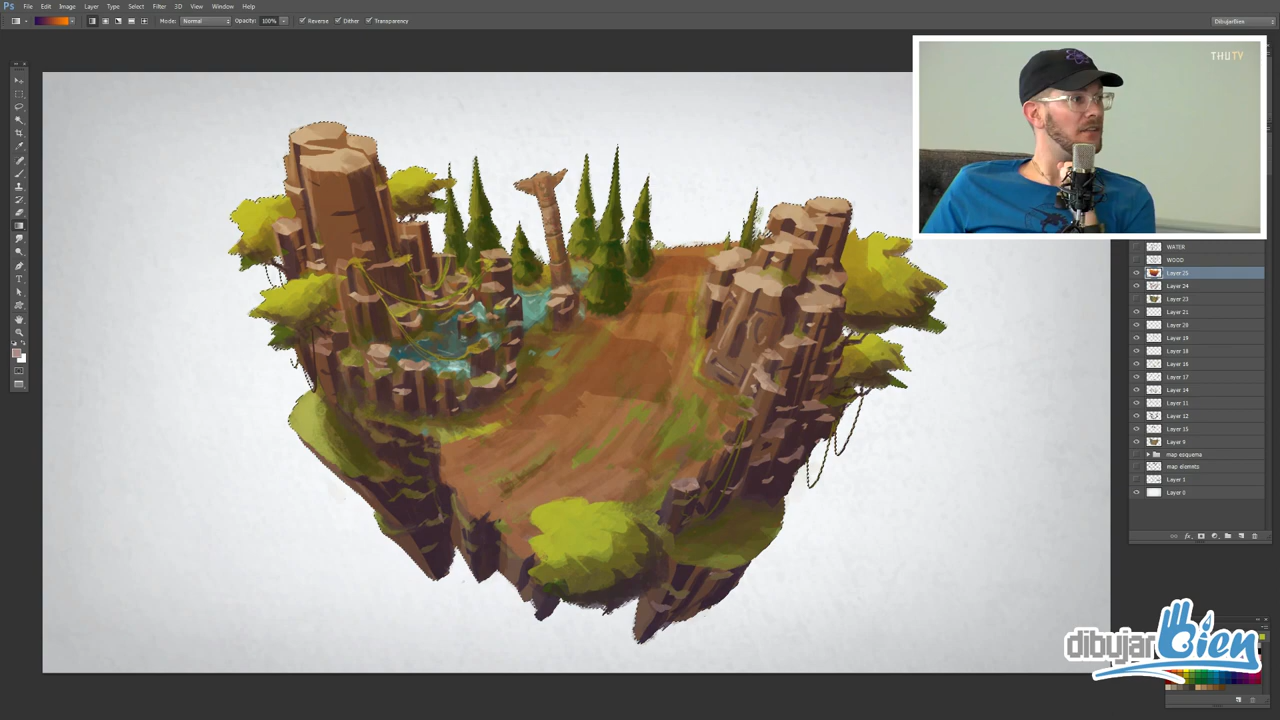 Ps File Edit Image Layer Type Select Filter 3D View Window Help
Mode: Normal Opacity: 100% Reverse Dither Transparency DibujarBien
THU TV
WATER
WOOD
Layer 25
Layer 24
Layer 23
Layer 21
Layer 20
Layer 19
Layer 18
Layer 16
Layer 17
Layer 14
Layer 11
Layer 12
Layer 15
Layer 9
map esquema
map elemets
Layer 1
Layer 0
dibujar Bien